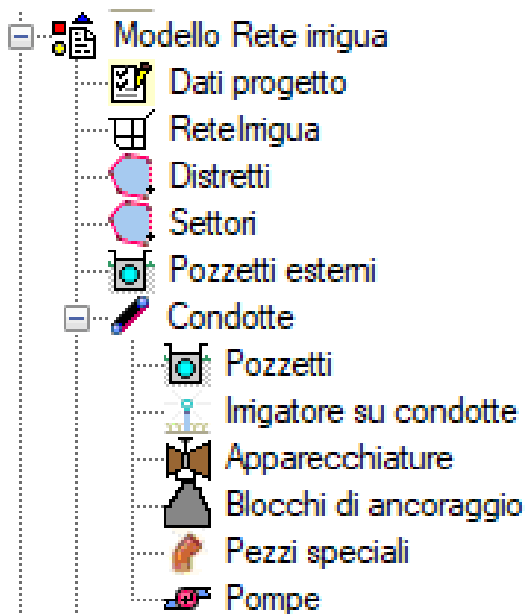 Modello Rete irrigua
Dati progetto
ReteIrrigua
Distretti
Settori
Pozzetti esterni
Condotte
Pozzetti
Irrigatore su condotte
Apparecchiature
Blocchi di ancoraggio
Pezzi speciali
Pompe